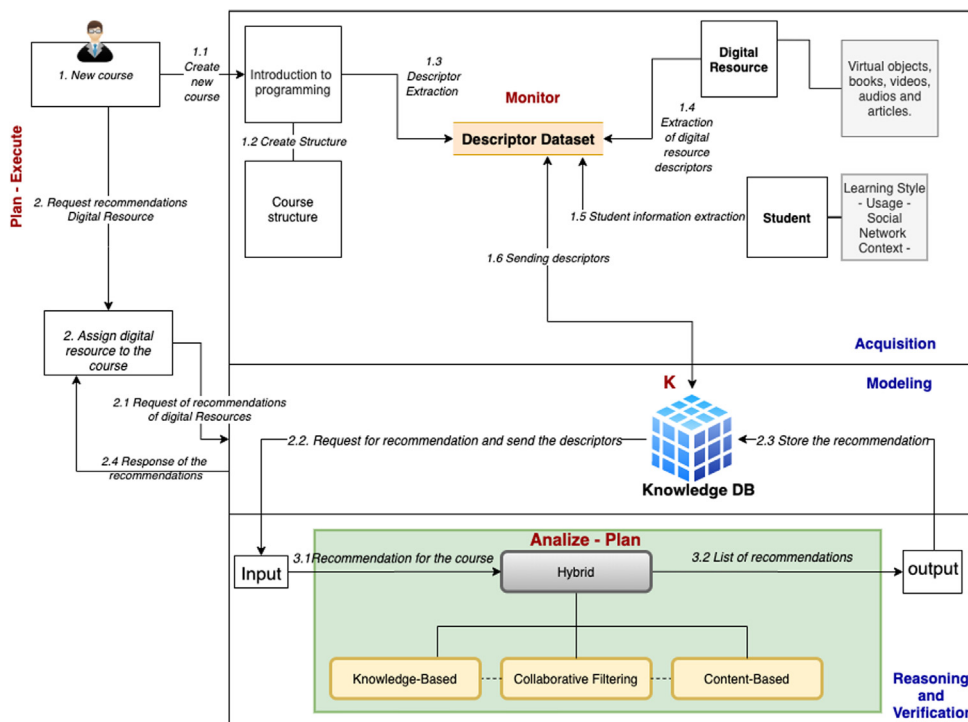 Plan - Execute
1. New course
1.1
Create
new
course
Introduction to
programming
1.2 Create Structure
Course
structure
1.3
Descriptor
Extraction
Monitor
Descriptor Dataset
1.4
Extraction
of digital
resource
descriptors
Digital
Resource
Virtual objects,
books, videos,
audios and
articles.
1.5 Student information extraction
Student
Learning Style
- Usage -
Social
Network
Context -
1.6 Sending descriptors
Acquisition
2. Request recommendations
Digital Resource
2. Assign digital
resource to the
course
2.1 Request of recommendations
of digital Resources
2.4 Response of the
recommendations
Modeling
K
Knowledge DB
2.2. Request for recommendation and send the descriptors
2.3 Store the recommendation
Analize - Plan
Input
3.1Recommendation for the course
Hybrid
3.2 List of recommendations
output
Knowledge-Based
Collaborative Filtering
Content-Based
Reasoning
and
Verification